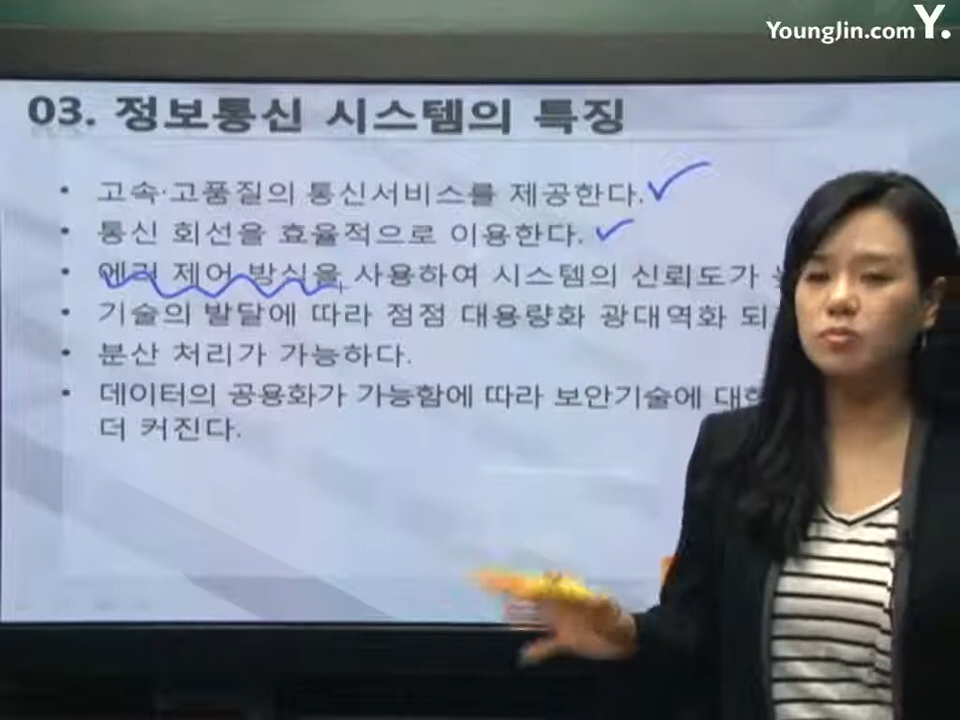 YoungJin.com Y.
03. 정보통신 시스템의 특징
• 고속·고품질의 통신서비스를 제공한다.
• 통신 회선을 효율적으로 이용한다.
• 에러 제어 방식을 사용하여 시스템의 신뢰도가
• 기술의 발달에 따라 점점 대용량화 광대역화 되
• 분산 처리가 가능하다.
• 데이터의 공용화가 가능함에 따라 보안기술에
더 커진다.